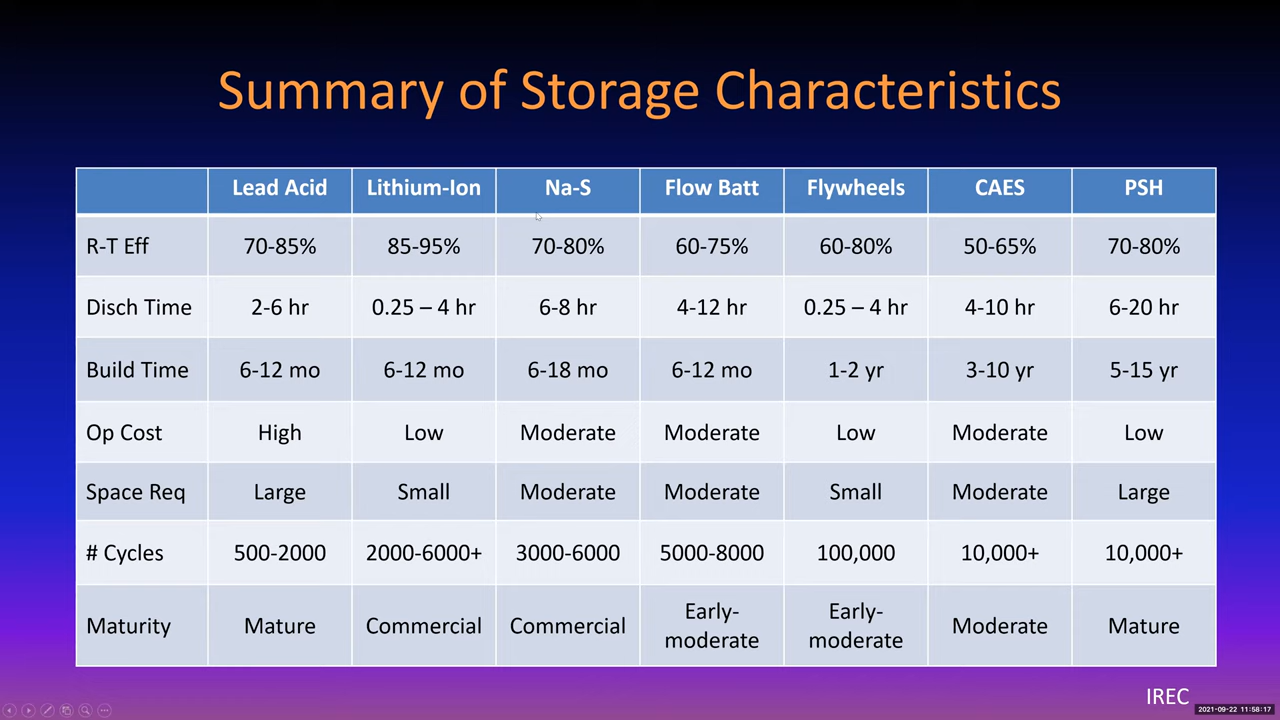 Summary of Storage Characteristics
Lead Acid Lithium-Ion Na-S Flow Batt Flywheels CAES PSH
R-T Eff 70-85% 85-95% 70-80% 60-75% 60-80% 50-65% 70-80%
Disch Time 2-6 hr 0.25 – 4 hr 6-8 hr 4-12 hr 0.25 – 4 hr 4-10 hr 6-20 hr
Build Time 6-12 mo 6-12 mo 6-18 mo 6-12 mo 1-2 yr 3-10 yr 5-15 yr
Op Cost High Low Moderate Moderate Low Moderate Low
Space Req Large Small Moderate Moderate Small Moderate Large
# Cycles 500-2000 2000-6000+ 3000-6000 5000-8000 100,000 10,000+ 10,000+
Maturity Mature Commercial Commercial Early-moderate Early-moderate Moderate Mature
IREC
2021-09-22 11:58:17